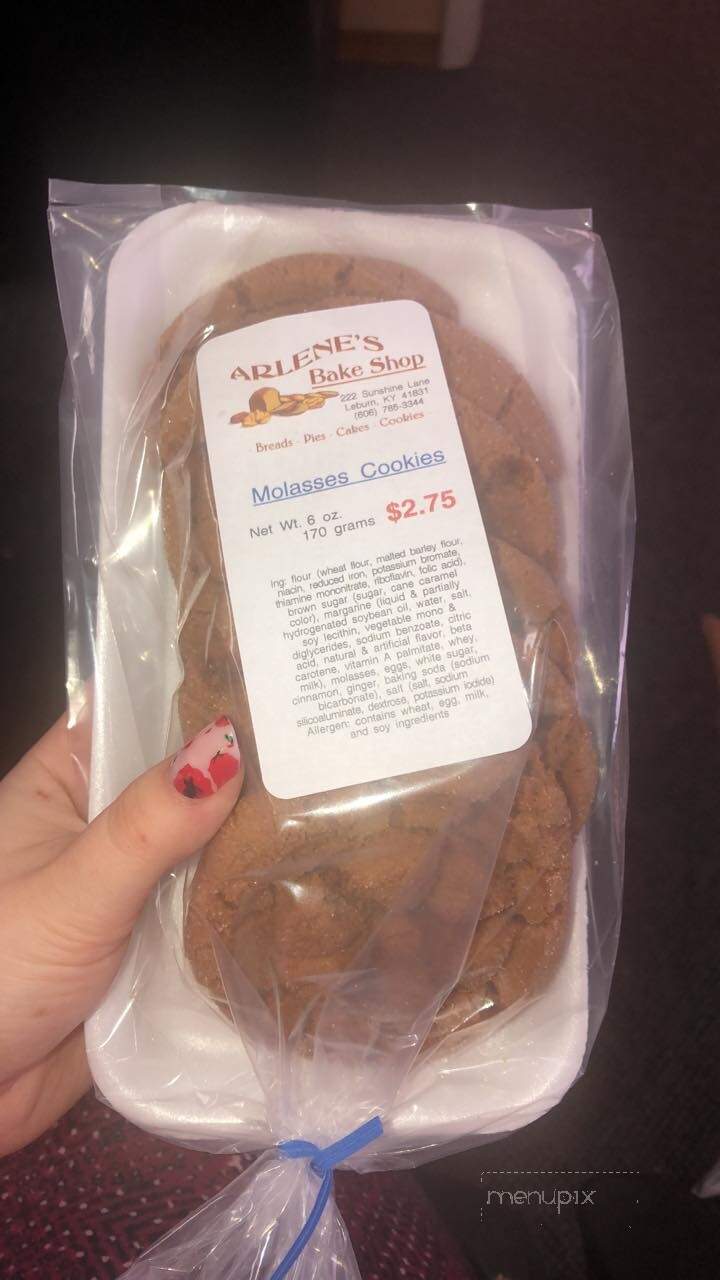 ARLENE'S
Bake Shop
222 Sunshine Lane
Leburn, KY 41831
(606) 785-3344
Breads - Pies - Cakes - Cookies
Molasses Cookies
Net Wt. 6 oz.
170 grams
$2.75
ing: flour (wheat flour, malted barley flour,
niacin, reduced iron, potassium bromate,
thiamine mononitrate, riboflavin, folic acid),
brown sugar (sugar, cane caramel
color), margarine (liquid & partially
hydrogenated soybean oil, water, salt,
soy lecithin, vegetable mono &
diglycerides, sodium benzoate, citric
acid, natural & artificial flavor, beta
carotene, vitamin A palmitate, whey,
milk), molasses, eggs, white sugar,
cinnamon, ginger, baking soda (sodium
bicarbonate), salt (salt, sodium
silicoaluminate, dextrose, potassium iodide)
Allergen: contains wheat, egg, milk,
and soy ingredients
menupix